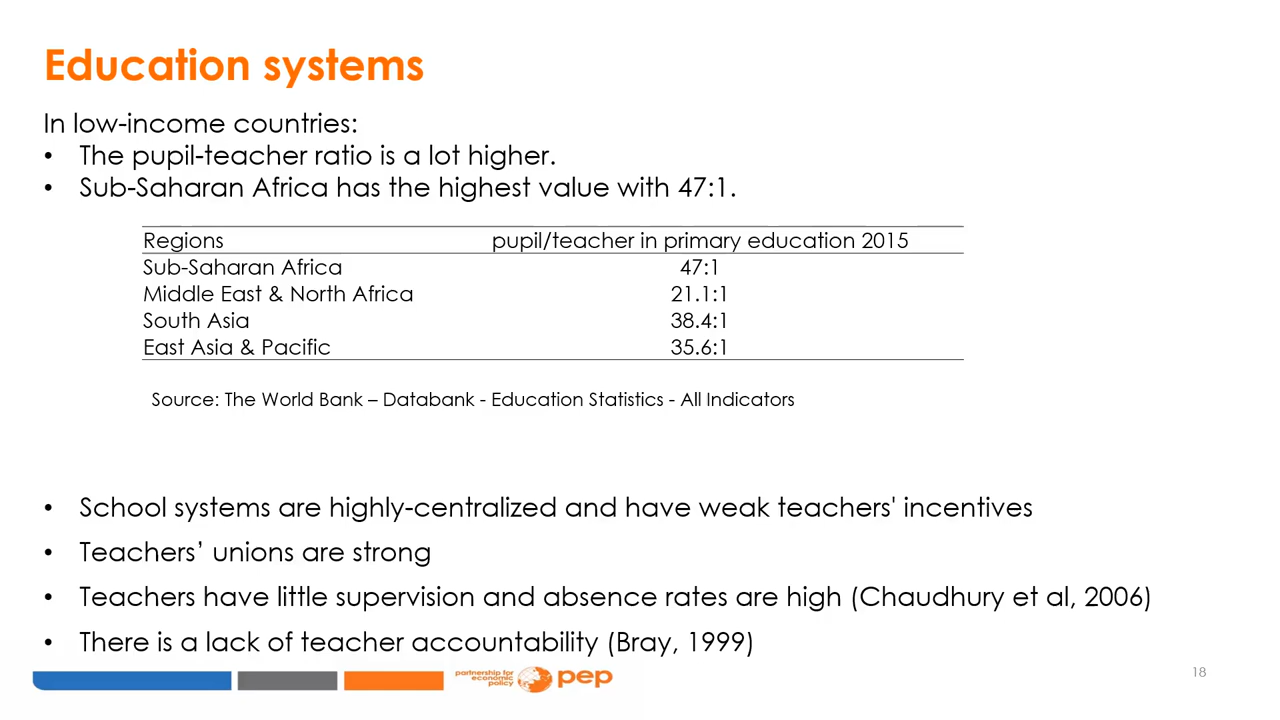 Education systems
In low-income countries:
• The pupil-teacher ratio is a lot higher.
• Sub-Saharan Africa has the highest value with 47:1.
Regions pupil/teacher in primary education 2015
Sub-Saharan Africa 47:1
Middle East & North Africa 21.1:1
South Asia 38.4:1
East Asia & Pacific 35.6:1
Source: The World Bank – Databank - Education Statistics - All Indicators
• School systems are highly-centralized and have weak teachers' incentives
• Teachers’ unions are strong
• Teachers have little supervision and absence rates are high (Chaudhury et al, 2006)
• There is a lack of teacher accountability (Bray, 1999)
partnership for
economic
policy
pep
18